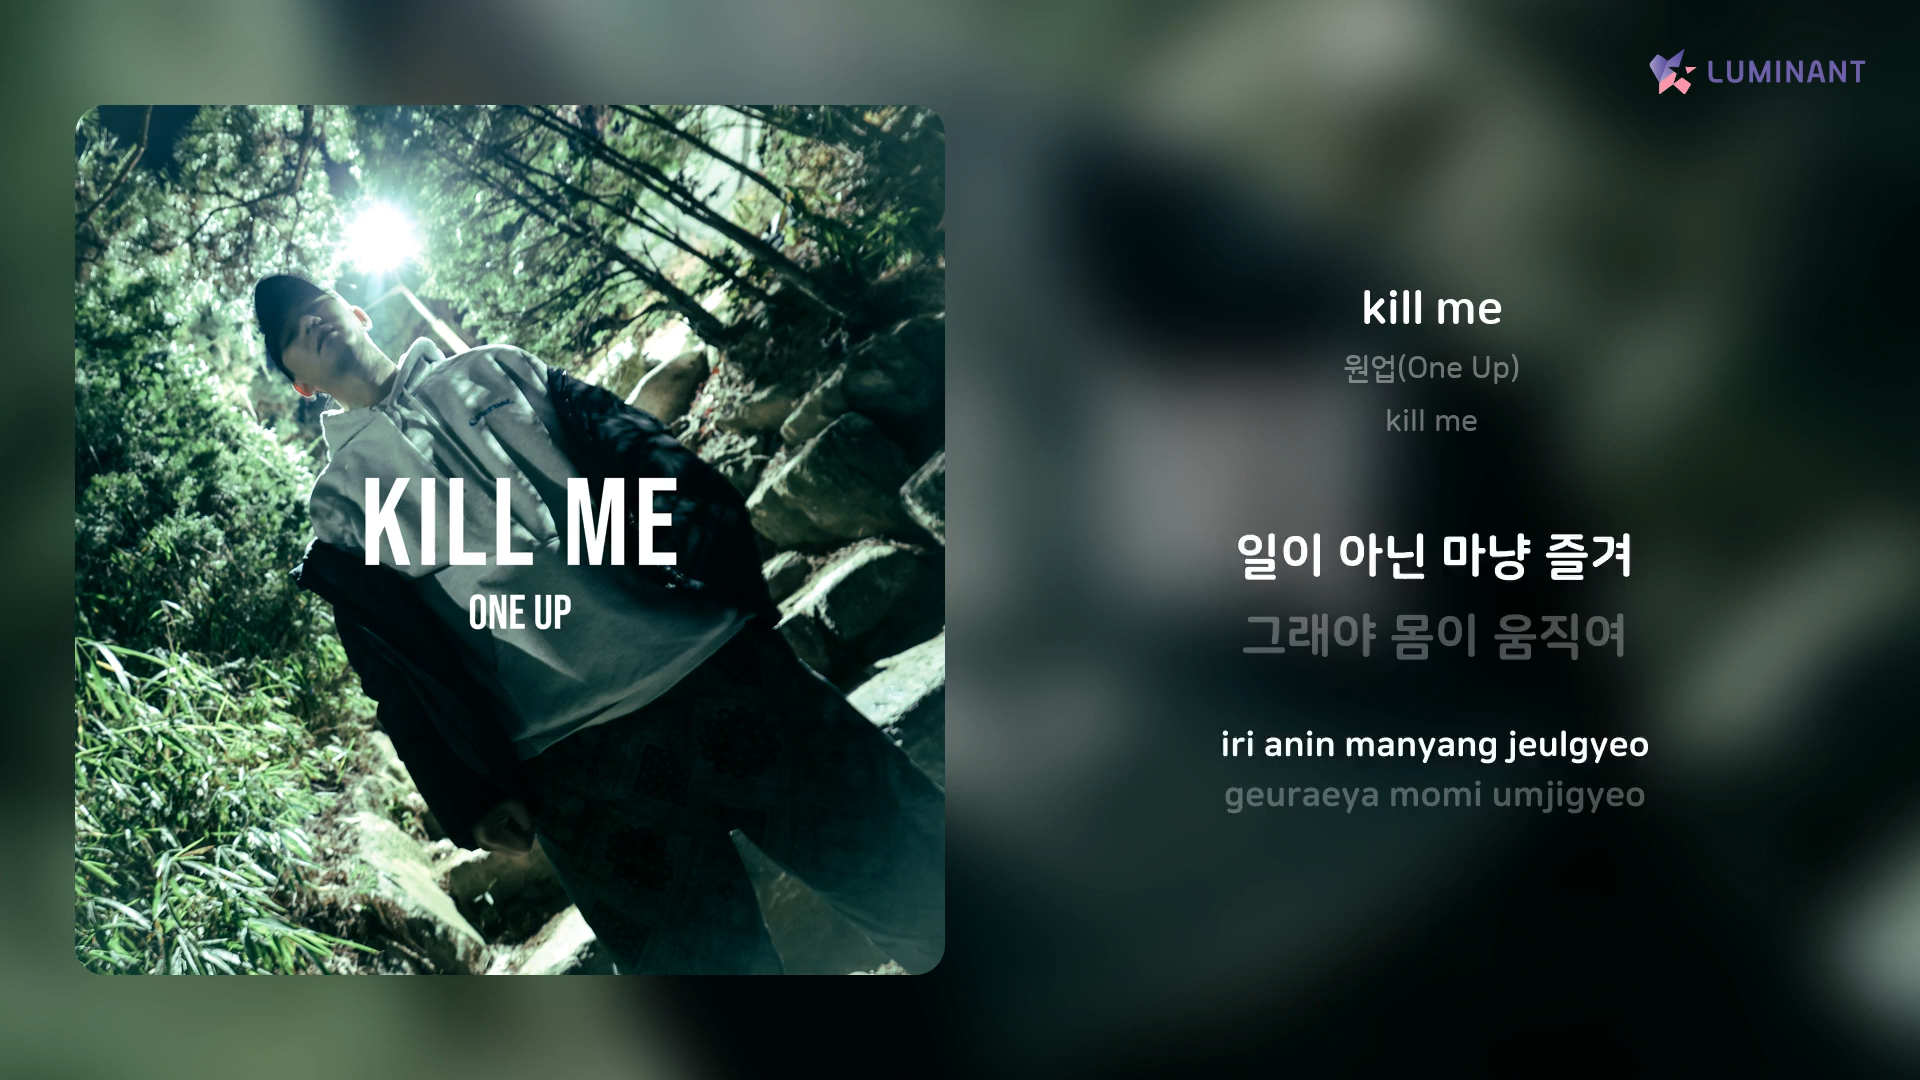 LUMINANT
KILL ME
ONE UP
kill me
원업(One Up)
kill me
일이 아닌 마냥 즐겨
그래야 몸이 움직여
iri anin manyang jeulgyeo
geuraeya momi umjigyeo